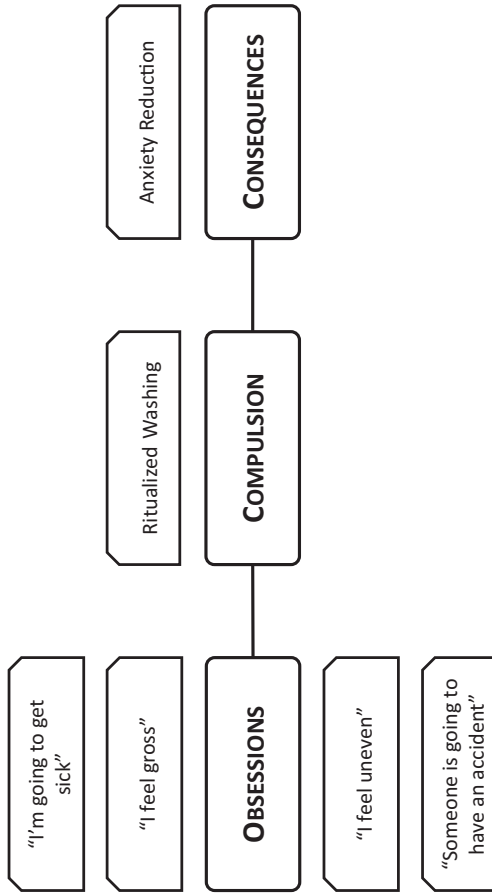 "I'm going to get
sick"
"I feel gross"
Ritualized Washing
Anxiety Reduction
OBSESSIONS
COMPULSION
CONSEQUENCES
"I feel uneven"
"Someone is going to
have an accident"